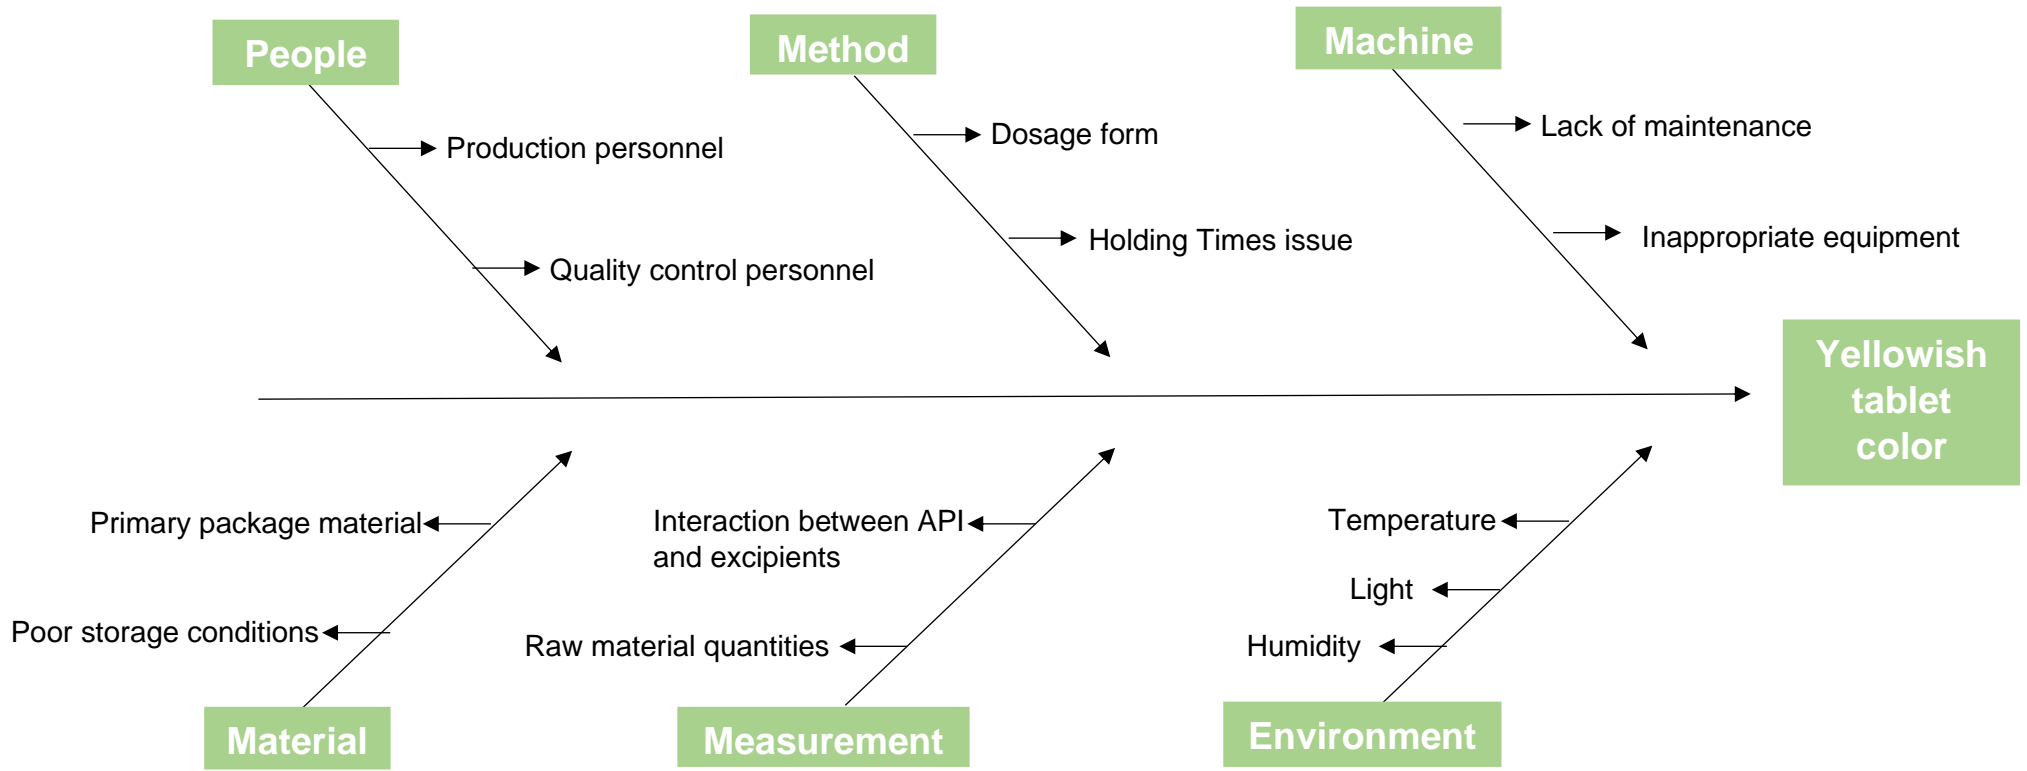 People
Method
Machine
Production personnel
Dosage form
Lack of maintenance
Quality control personnel
Holding Times issue
Inappropriate equipment
Yellowish
tablet
color
Primary package material
Interaction between API
and excipients
Temperature
Light
Poor storage conditions
Raw material quantities
Humidity
Material
Measurement
Environment